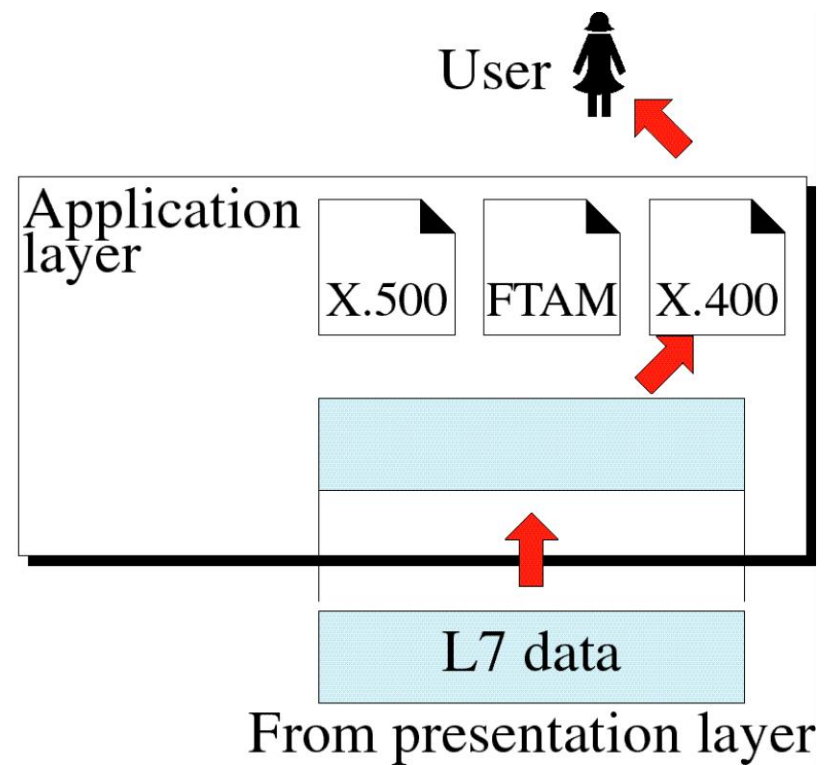 User
Application
layer
X.500 FTAM X.400
L7 data
From presentation layer